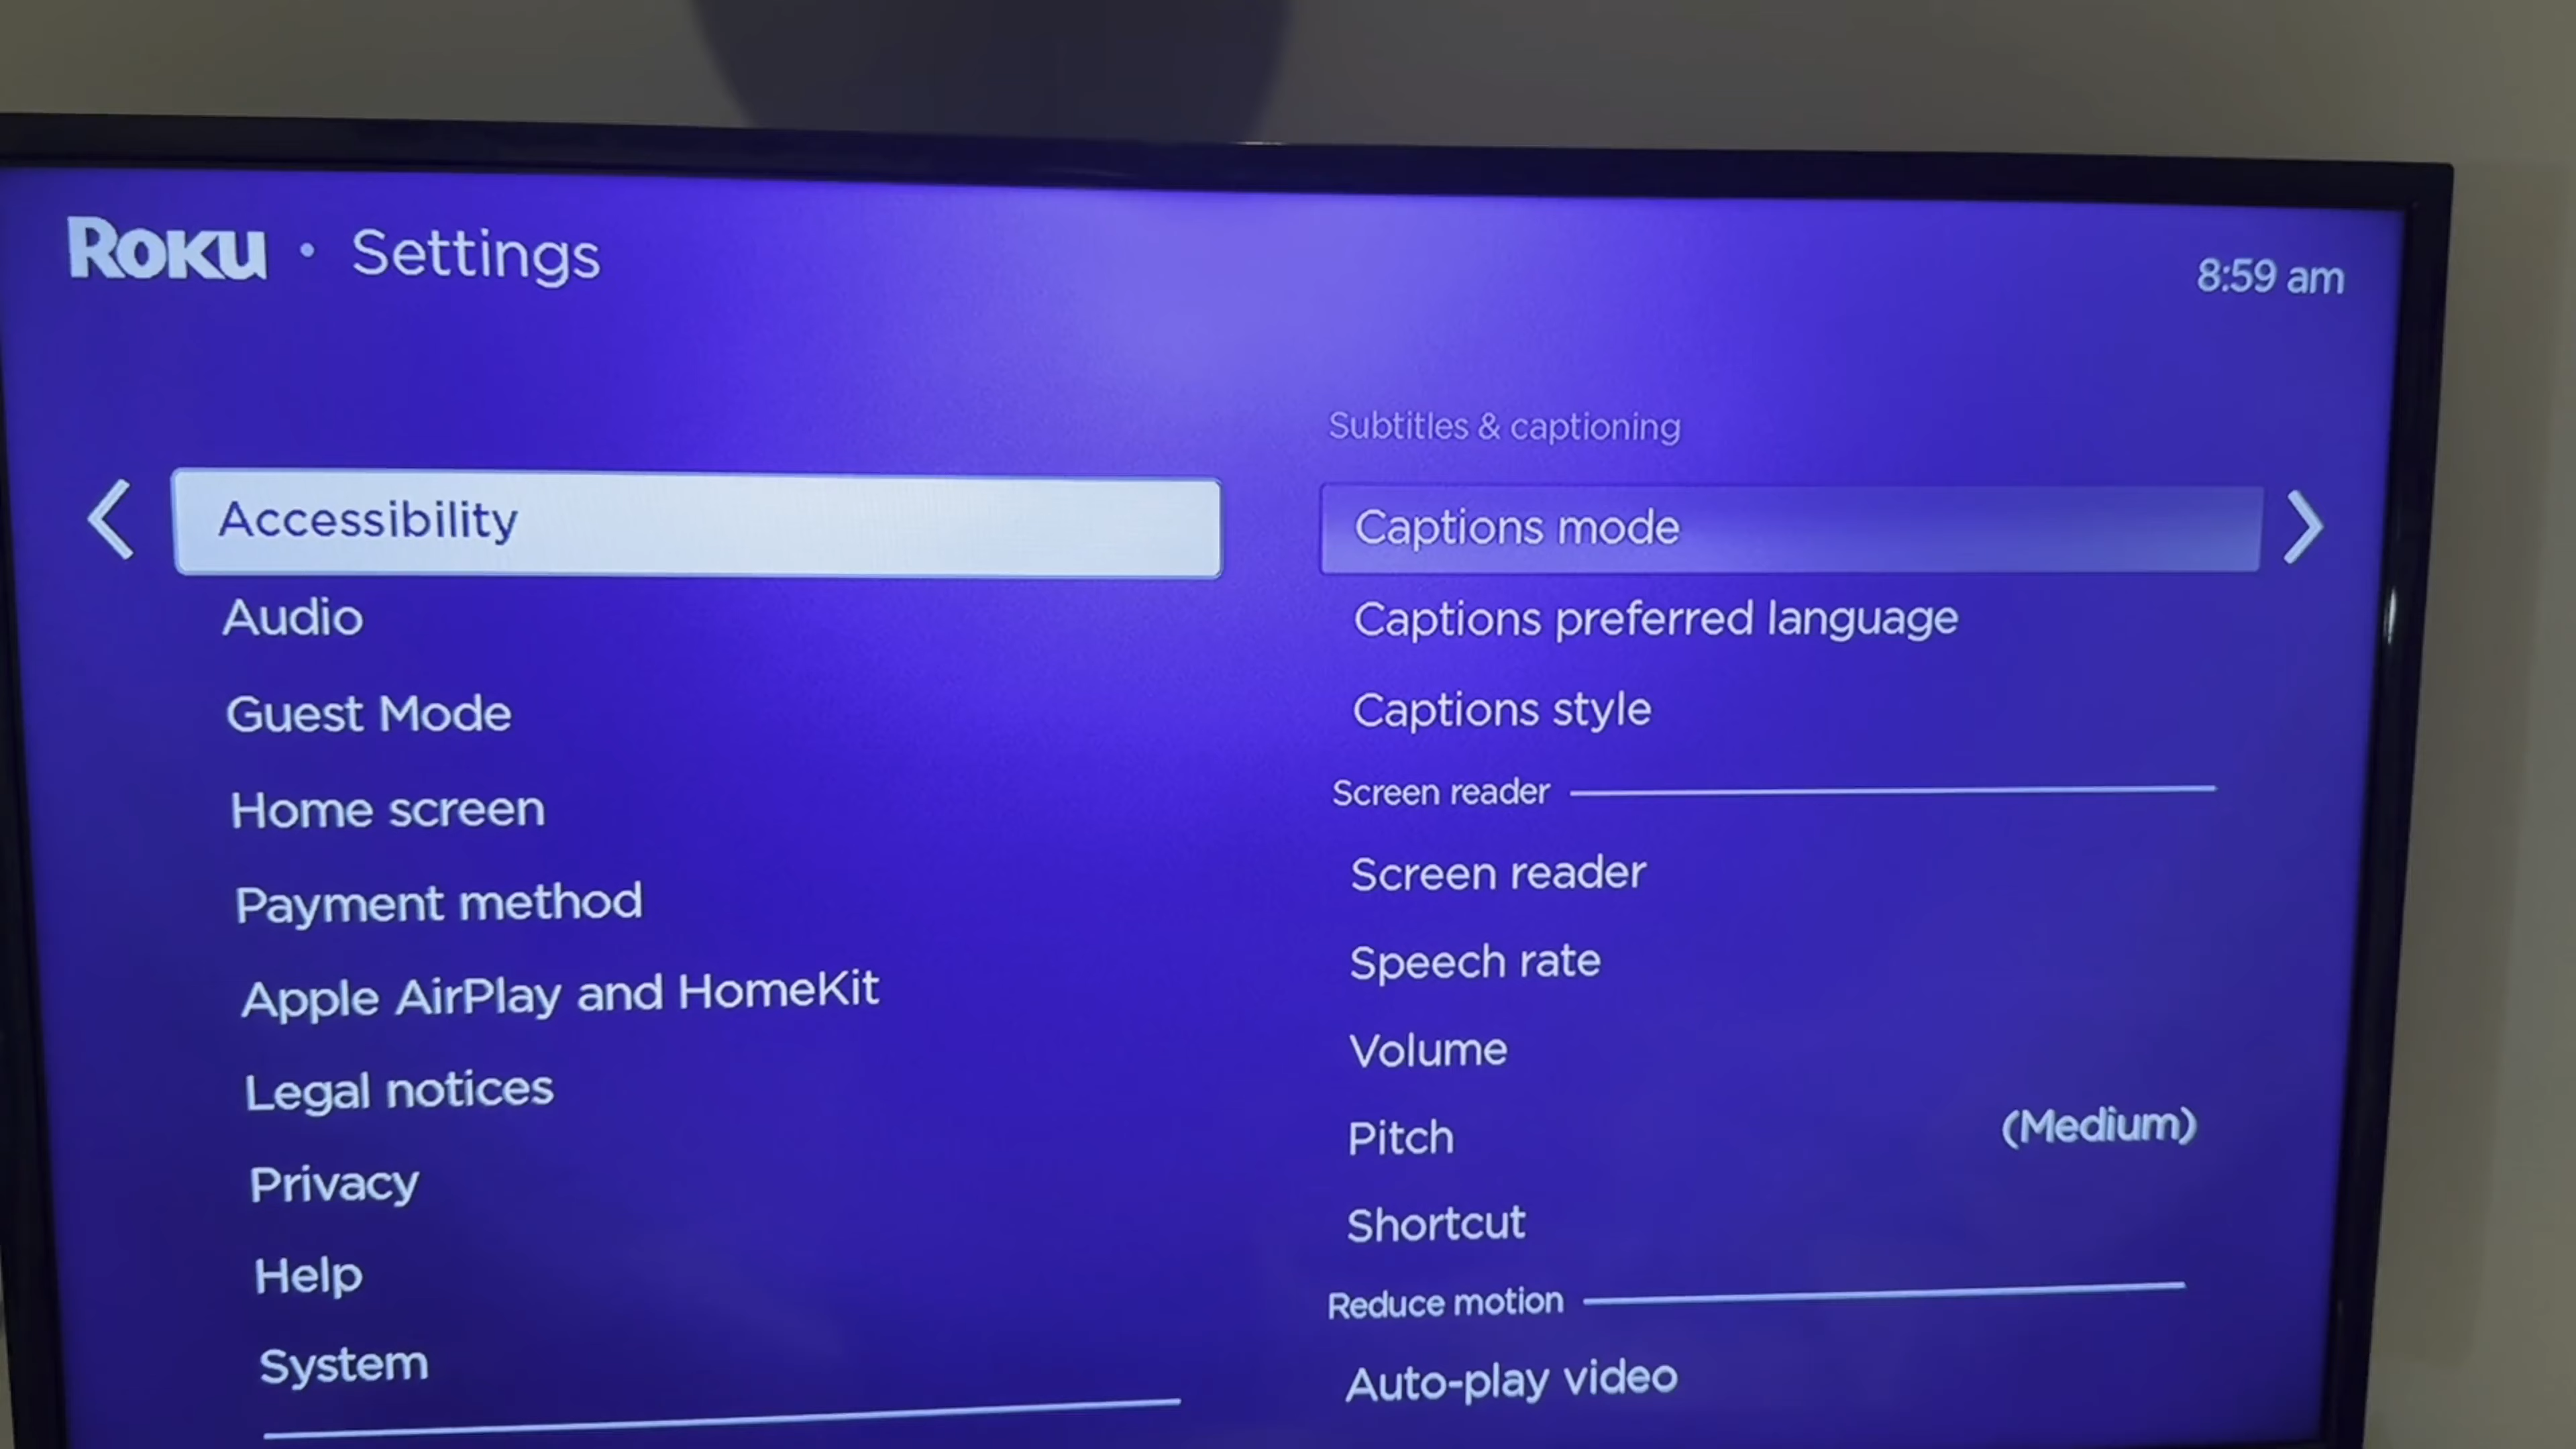 Roku • Settings
8:59 am
Accessibility
Audio
Guest Mode
Home screen
Payment method
Apple AirPlay and HomeKit
Legal notices
Privacy
Help
System
Subtitles & captioning
Captions mode
Captions preferred language
Captions style
Screen reader
Screen reader
Speech rate
Volume
Pitch (Medium)
Shortcut
Reduce motion
Auto-play video